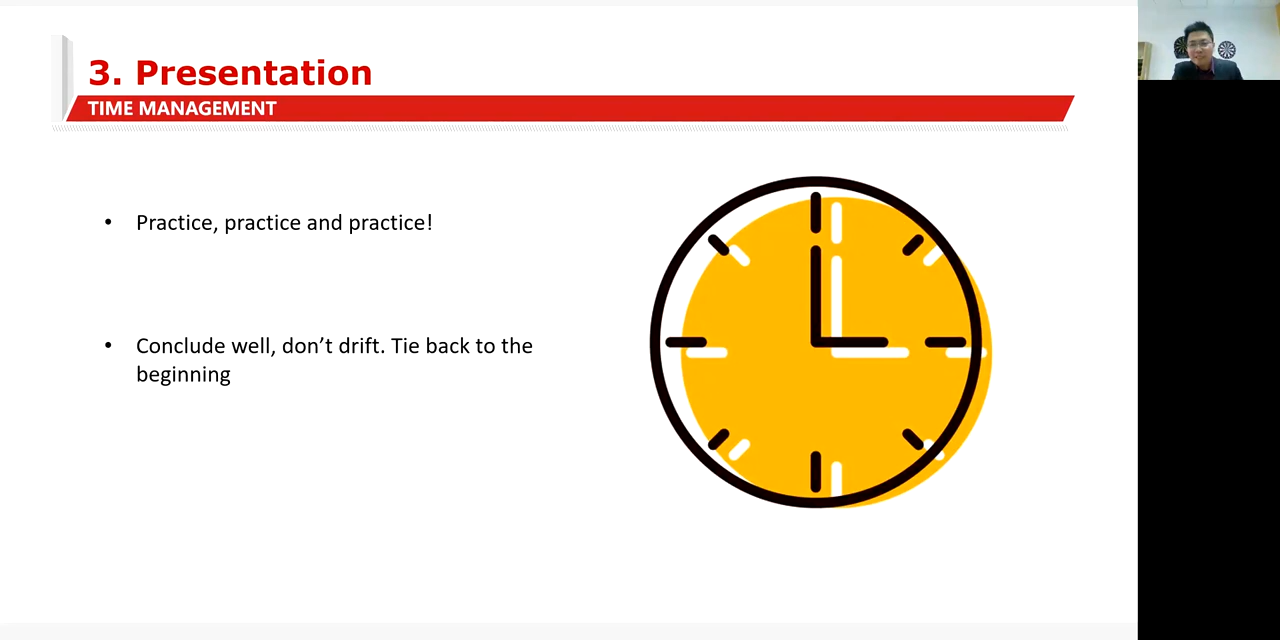 3. Presentation
TIME MANAGEMENT
• Practice, practice and practice!
• Conclude well, don’t drift. Tie back to the
beginning